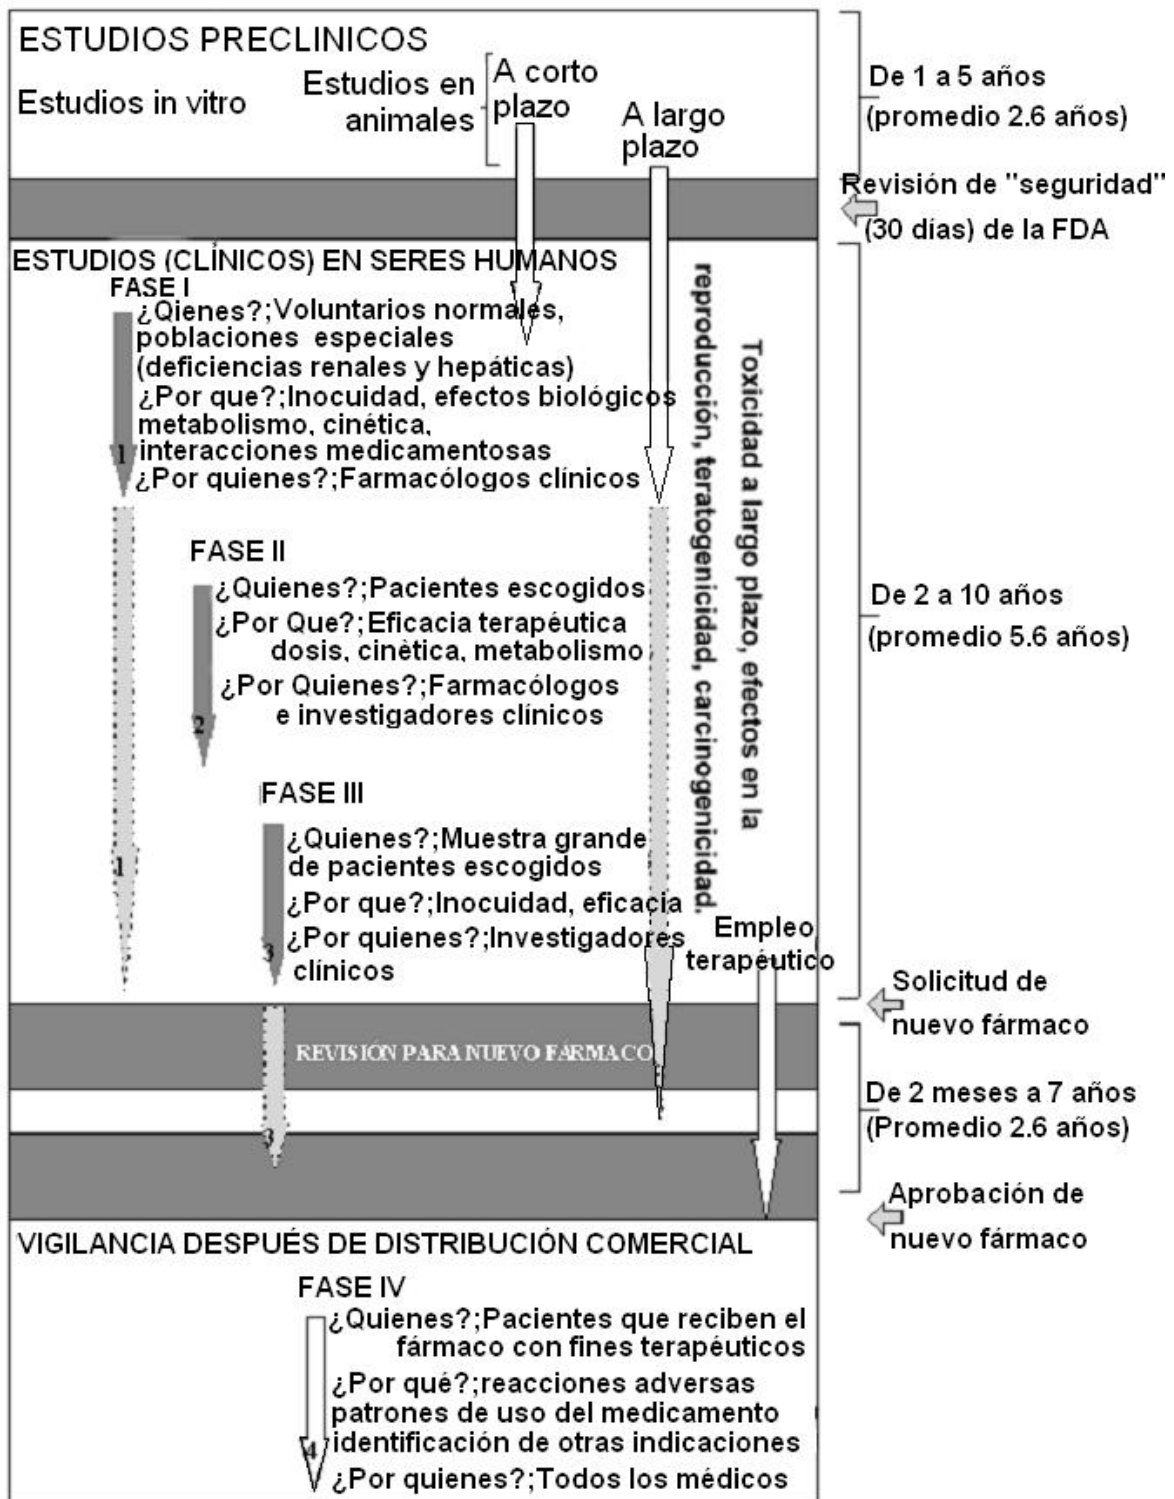 ESTUDIOS PRECLINICOS
Estudios in vitro
Estudios en
animales
A corto
plazo
A largo
plazo
De 1 a 5 años
(promedio 2.6 años)
Revisión de "seguridad"
(30 días) de la FDA
ESTUDIOS (CLÍNICOS) EN SERES HUMANOS
FASE I
¿Qienes?;Voluntarios normales,
poblaciones especiales
(deficiencias renales y hepáticas)
¿Por que?;Inocuidad, efectos biológicos
metabolismo, cinética,
interacciones medicamentosas
¿Por quienes?;Farmacólogos clínicos
1
FASE II
¿Quienes?;Pacientes escogidos
¿Por Que?;Eficacia terapéutica
dosis, cinètica, metabolismo
¿Por Quienes?;Farmacólogos
e investigadores clínicos
2
FASE III
¿Quienes?;Muestra grande
de pacientes escogidos
¿Por que?;Inocuidad, eficacia
¿Por quienes?;Investigadores
clínicos
1
3
Toxicidad a largo plazo, efectos en la
reproducción, teratogenicidad, carcinogenicidad.
De 2 a 10 años
(promedio 5.6 años)
Empleo
terapéutico
Solicitud de
nuevo fármaco
REVISIÓN PARA NUEVO FÁRMACO
3
De 2 meses a 7 años
(Promedio 2.6 años)
Aprobación de
nuevo fármaco
VIGILANCIA DESPUÉS DE DISTRIBUCIÓN COMERCIAL
FASE IV
¿Quienes?;Pacientes que reciben el
fármaco con fines terapéuticos
¿Por qué?;reacciones adversas
patrones de uso del medicamento
identificación de otras indicaciones
¿Por quienes?;Todos los médicos
4